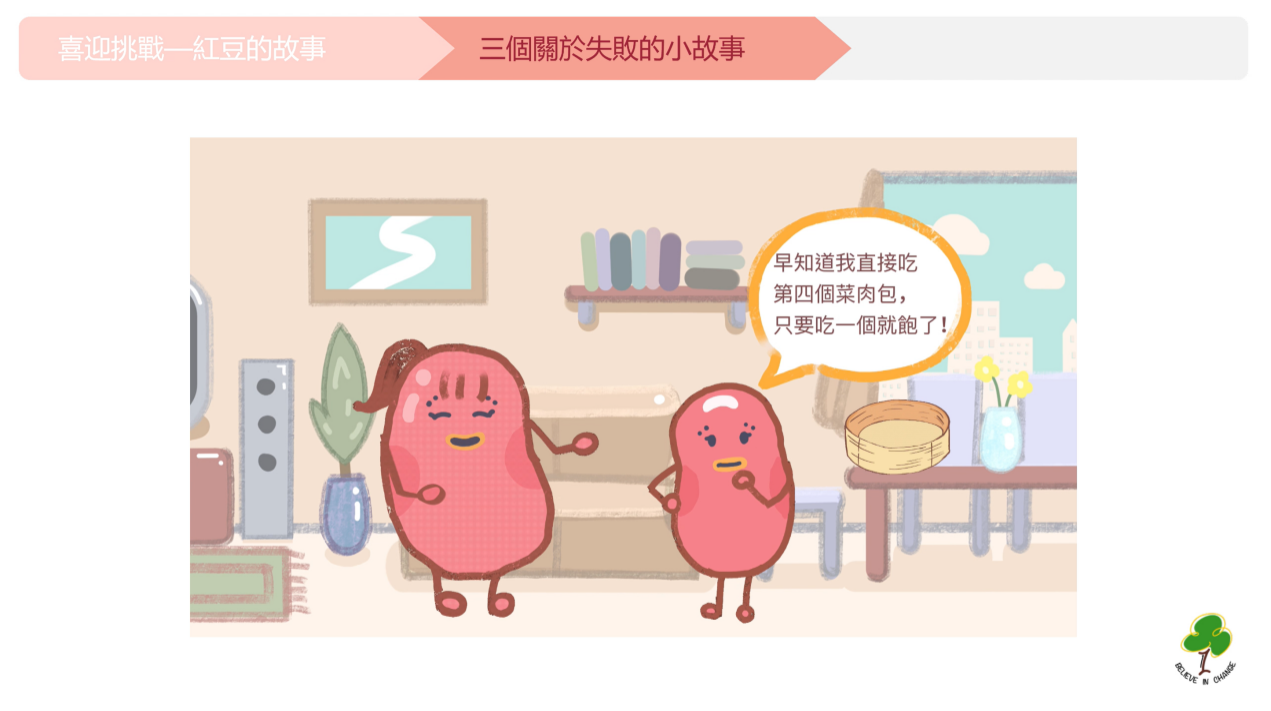 喜迎挑戰—紅豆的故事
三個關於失敗的小故事
早知道我直接吃
第四個菜肉包，
只要吃一個就飽了!
BELIEVE IN CHANGE